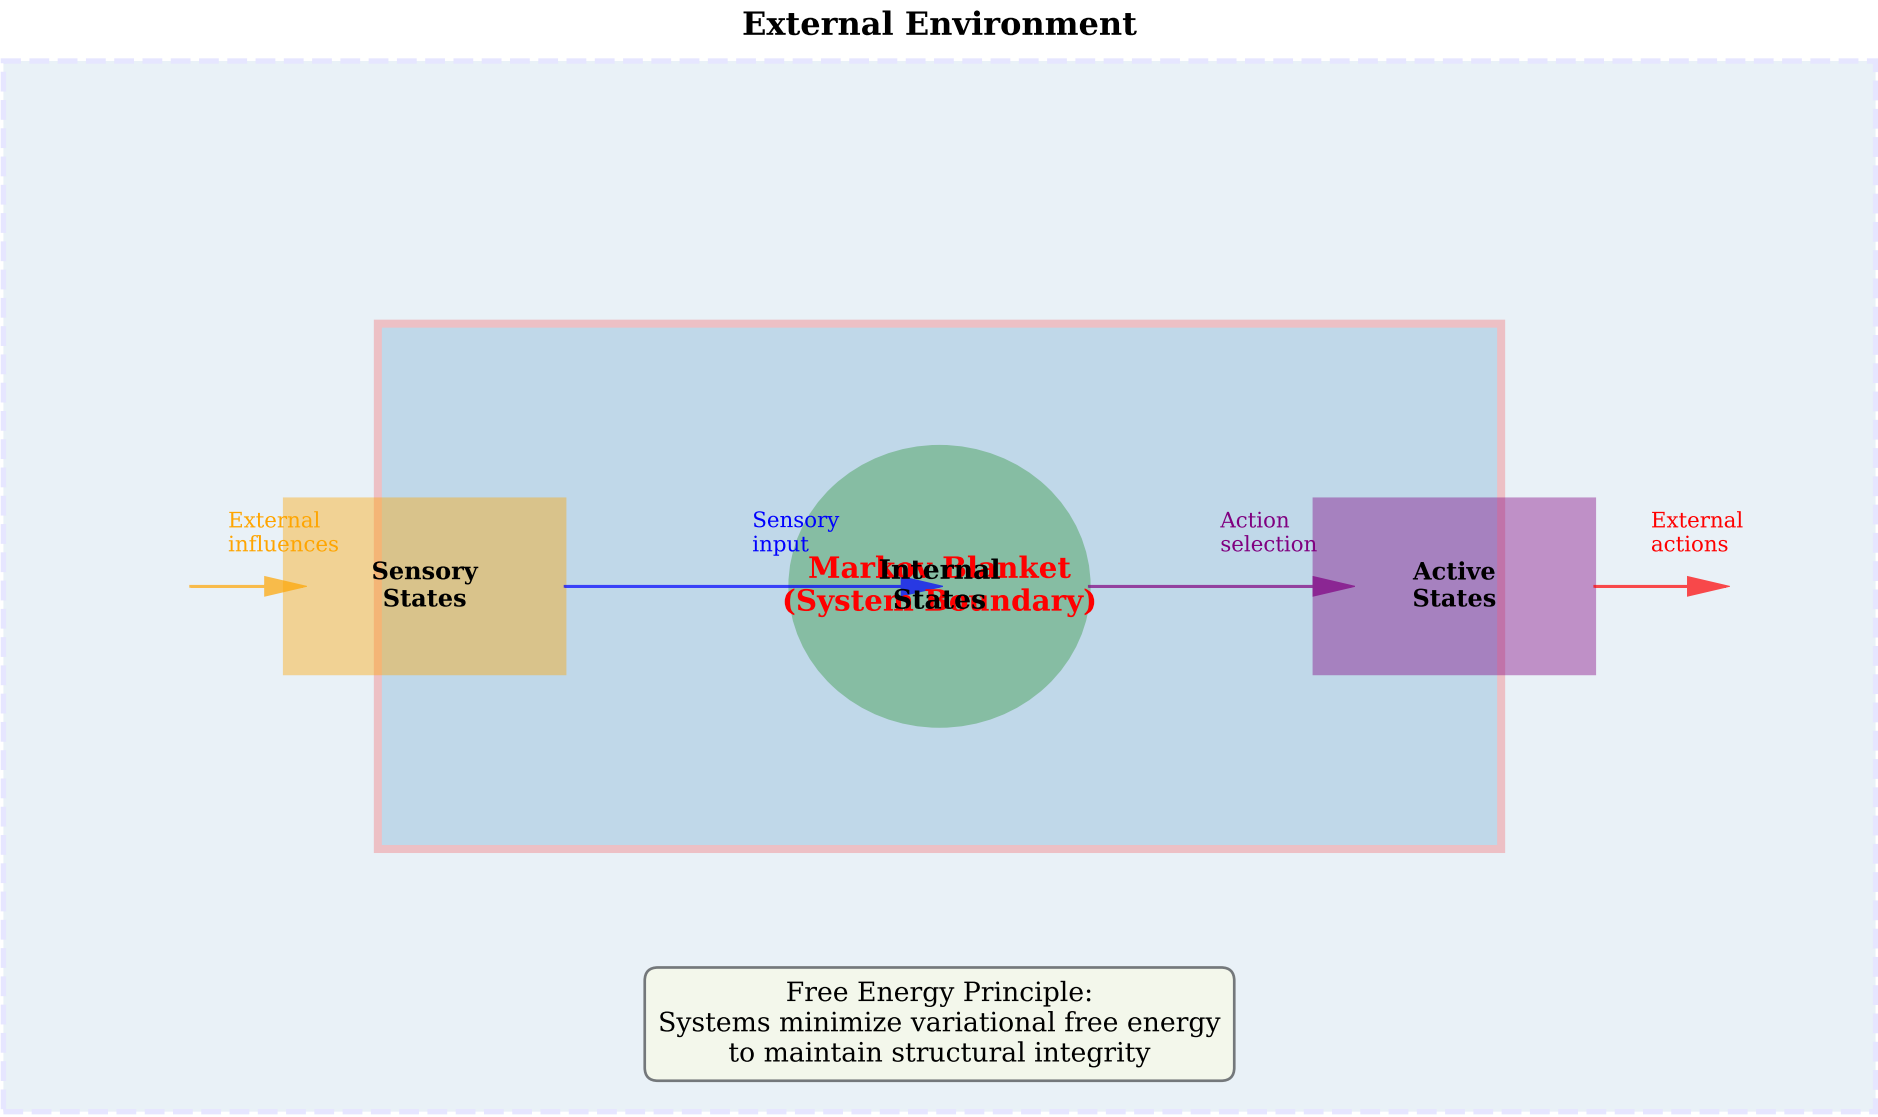 External Environment
External
influences
Sensory
States
Sensory
input
Markov Blanket
(System Boundary)
Internal
States
Action
selection
Active
States
External
actions
Free Energy Principle:
Systems minimize variational free energy
to maintain structural integrity